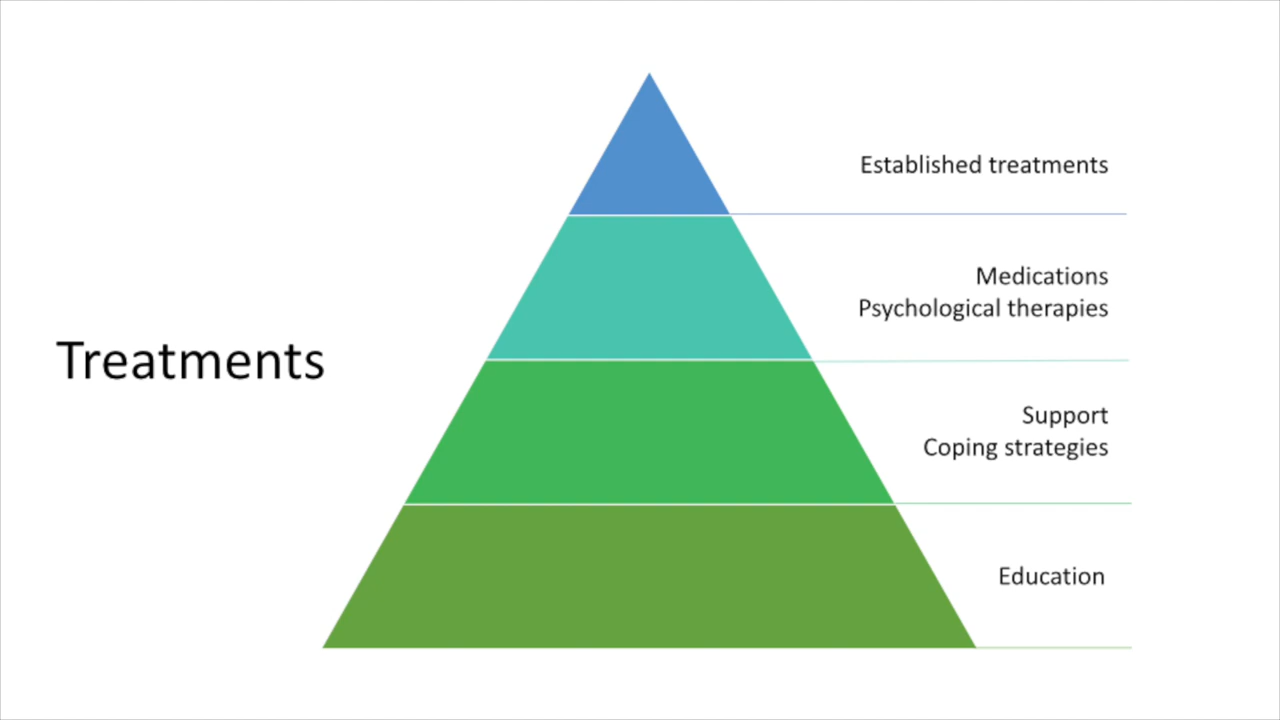 Treatments
Established treatments
Medications
Psychological therapies
Support
Coping strategies
Education